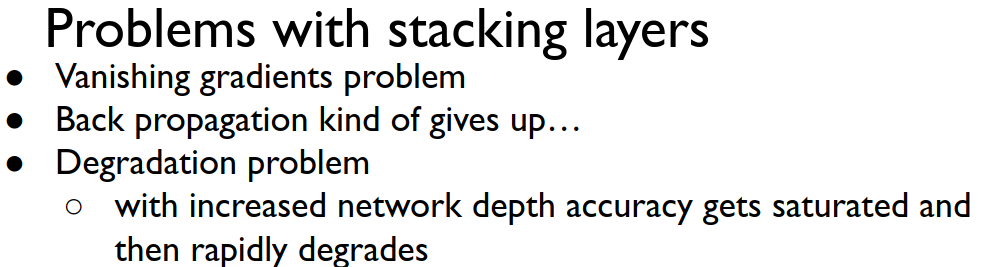 Problems with stacking layers
● Vanishing gradients problem
● Back propagation kind of gives up...
● Degradation problem
○ with increased network depth accuracy gets saturated and
then rapidly degrades